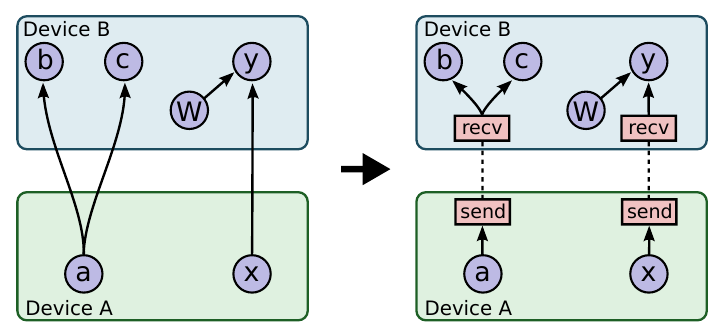 Device B
b c y
W
a x
Device A
Device B
b c y
W
recv recv
send send
a x
Device A